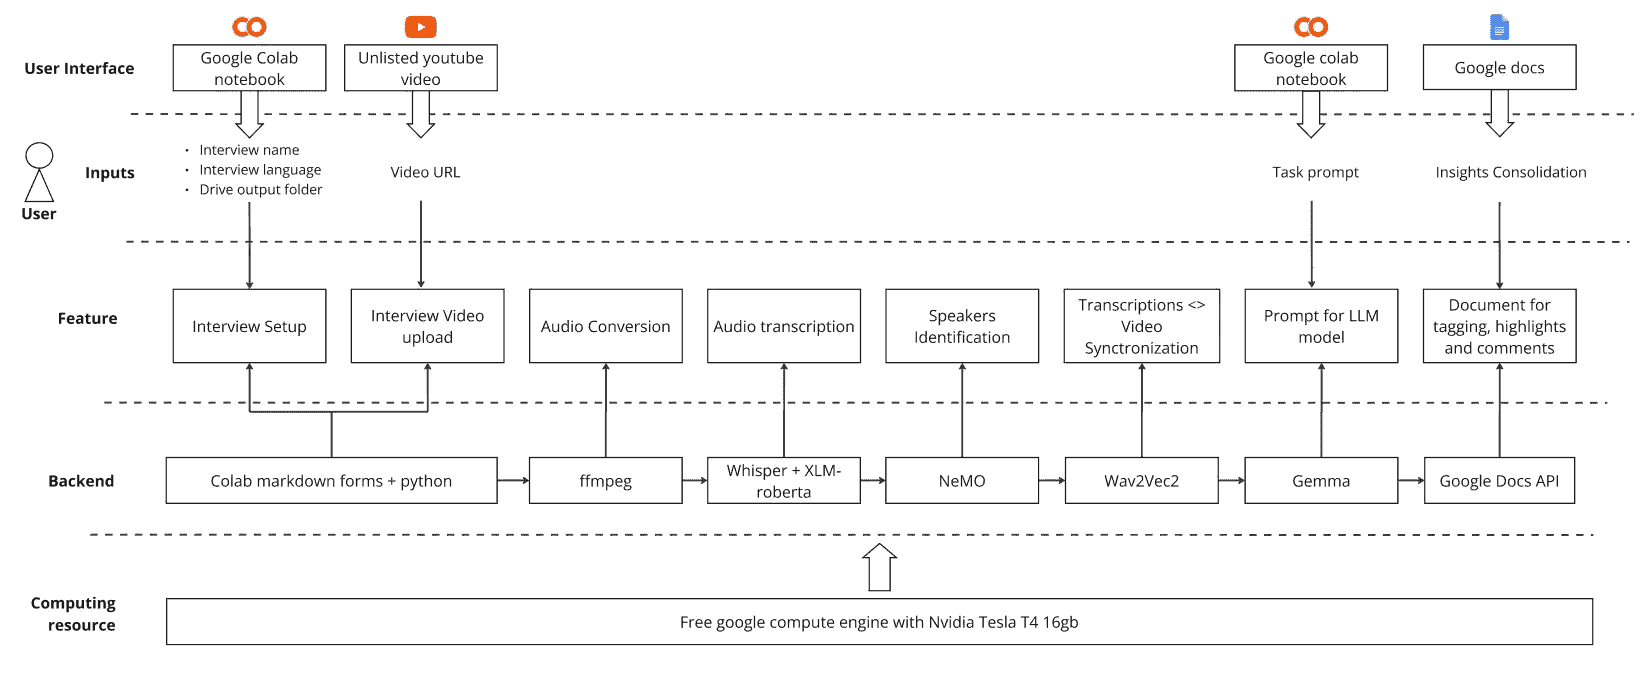 User Interface
Google Colab
notebook
Unlisted youtube
video
Google colab
notebook
Google docs
User
Inputs
• Interview name
• Interview language
• Drive output folder
Video URL
Task prompt
Insights Consolidation
Feature
Interview Setup
Interview Video
upload
Audio Conversion
Audio transcription
Speakers
Identification
Transcriptions <>
Video
Synctronization
Prompt for LLM
model
Document for
tagging, highlights
and comments
Backend
Colab markdown forms + python
ffmpeg
Whisper + XLM-
roberta
NeMO
Wav2Vec2
Gemma
Google Docs API
Computing
resource
Free google compute engine with Nvidia Tesla T4 16gb